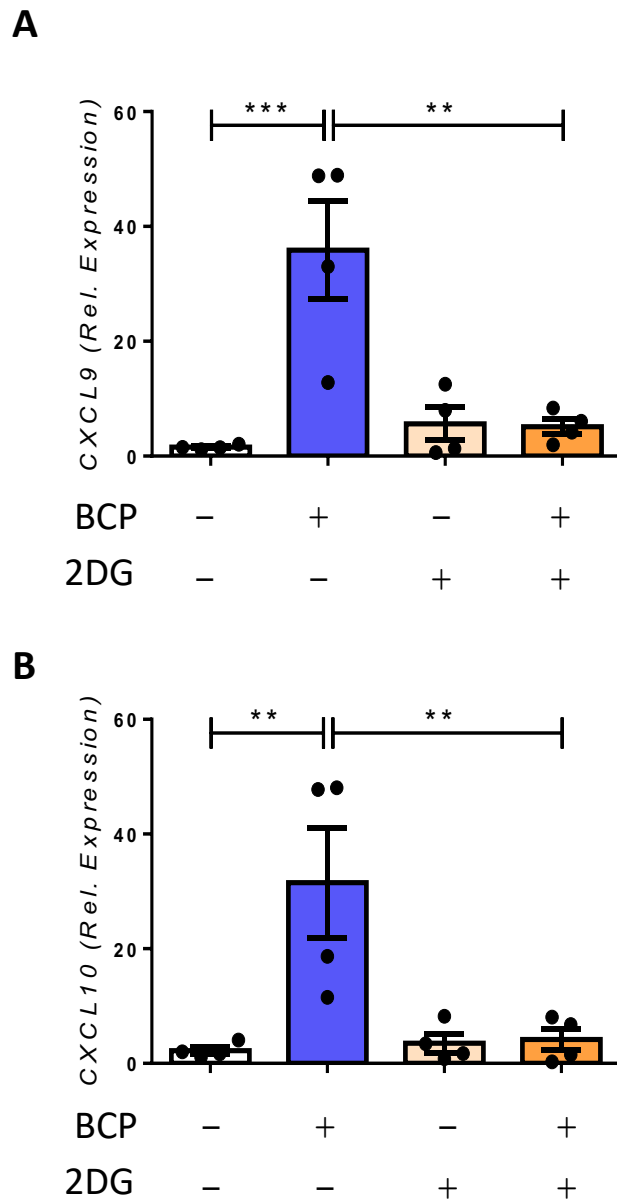 A
CXCL9 (Rel. Expression)
60
40
20
0
*** **
BCP − + − +
2DG − − + +
B
CXCL10 (Rel. Expression)
60
40
20
0
** **
BCP − + − +
2DG − − + +